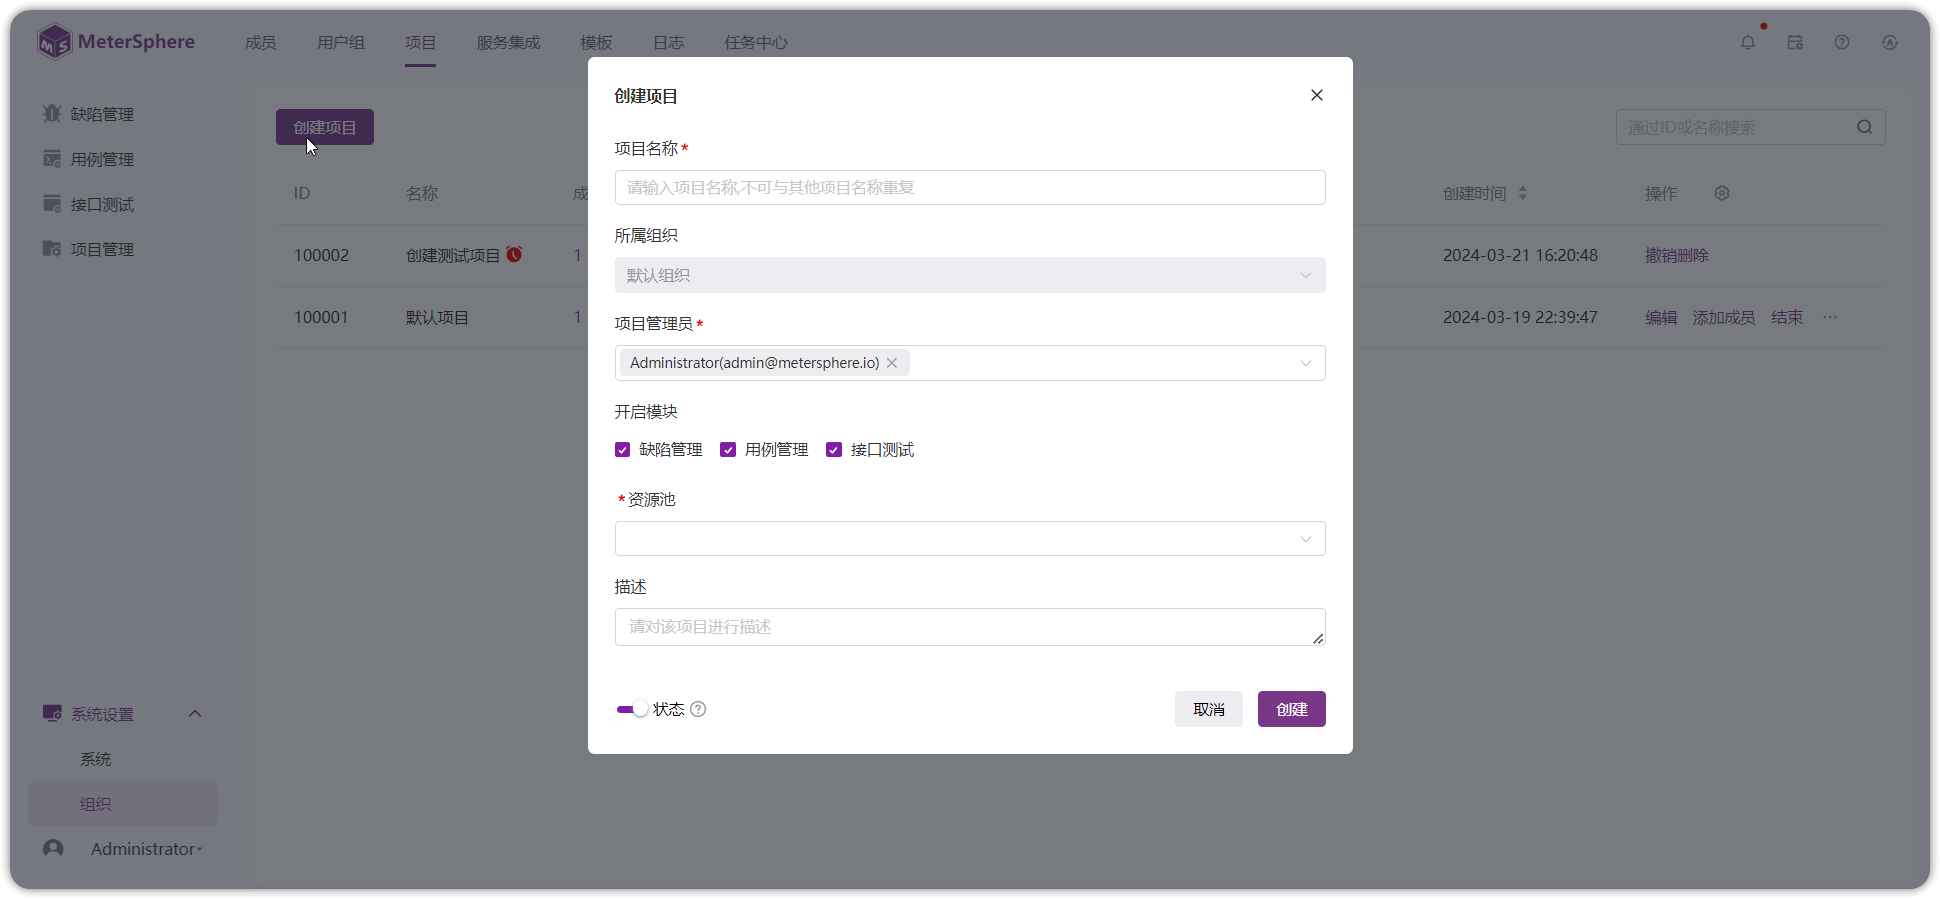 MeterSphere
成员 用户组 项目 服务集成 模板 日志 任务中心
缺陷管理
用例管理
接口测试
项目管理
系统设置
系统
组织
Administrator
创建项目
通过ID或名称搜索
ID 名称 成 创建时间 操作
100002 创建测试项目 1 2024-03-21 16:20:48 撤销删除
100001 默认项目 1 2024-03-19 22:39:47 编辑 添加成员 结束 ···
创建项目
项目名称*
请输入项目名称,不可与其他项目名称重复
所属组织
默认组织
项目管理员*
Administrator(admin@metersphere.io)
开启模块
缺陷管理 用例管理 接口测试
*资源池
描述
请对该项目进行描述
状态
取消 创建